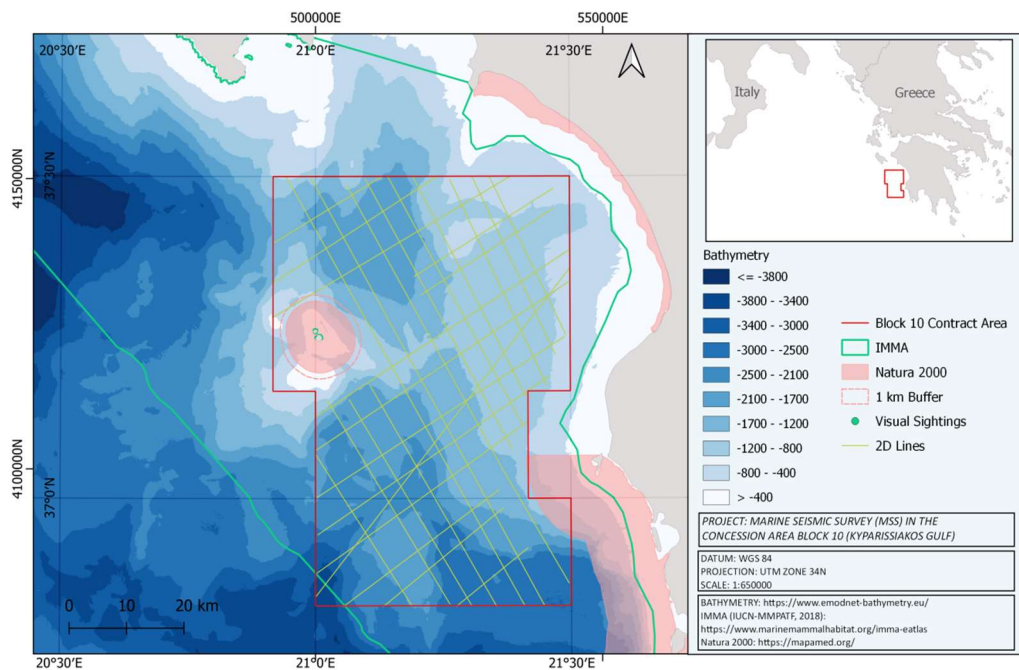 500000E
550000E
20°30'E
21°0'E
21°30'E
4150000N
37°30'N
4100000N
37°0'N
0
10
20 km
20°30'E
21°0'E
21°3:30"E
Italy
Greece
Bathymetry
<= -3800
-3800 - -3400
-3400 - -3000
-3000 - -2500
-2500 - -2100
-2100 - -1700
-1700 - -1200
-1200 - -800
-800 - -400
> -400
Block 10 Contract Area
IMMA
Natura 2000
1 km Buffer
Visual Sightings
2D Lines
PROJECT: MARINE SEISMIC SURVEY (MSS) IN THE
CONCESSION AREA BLOCK 10 (KYPARISSIAKOS GULF)
DATUM: WGS 84
PROJECTION: UTM ZONE 34N
SCALE: 1:650000
BATHYMETRY: https://www.emodnet-bathymetry.eu/
IMMA (IUCN-MMPATF, 2018):
https://www.marinemammalhabitat.org/imma-eatlas
Natura 2000: https://mapamed.org/